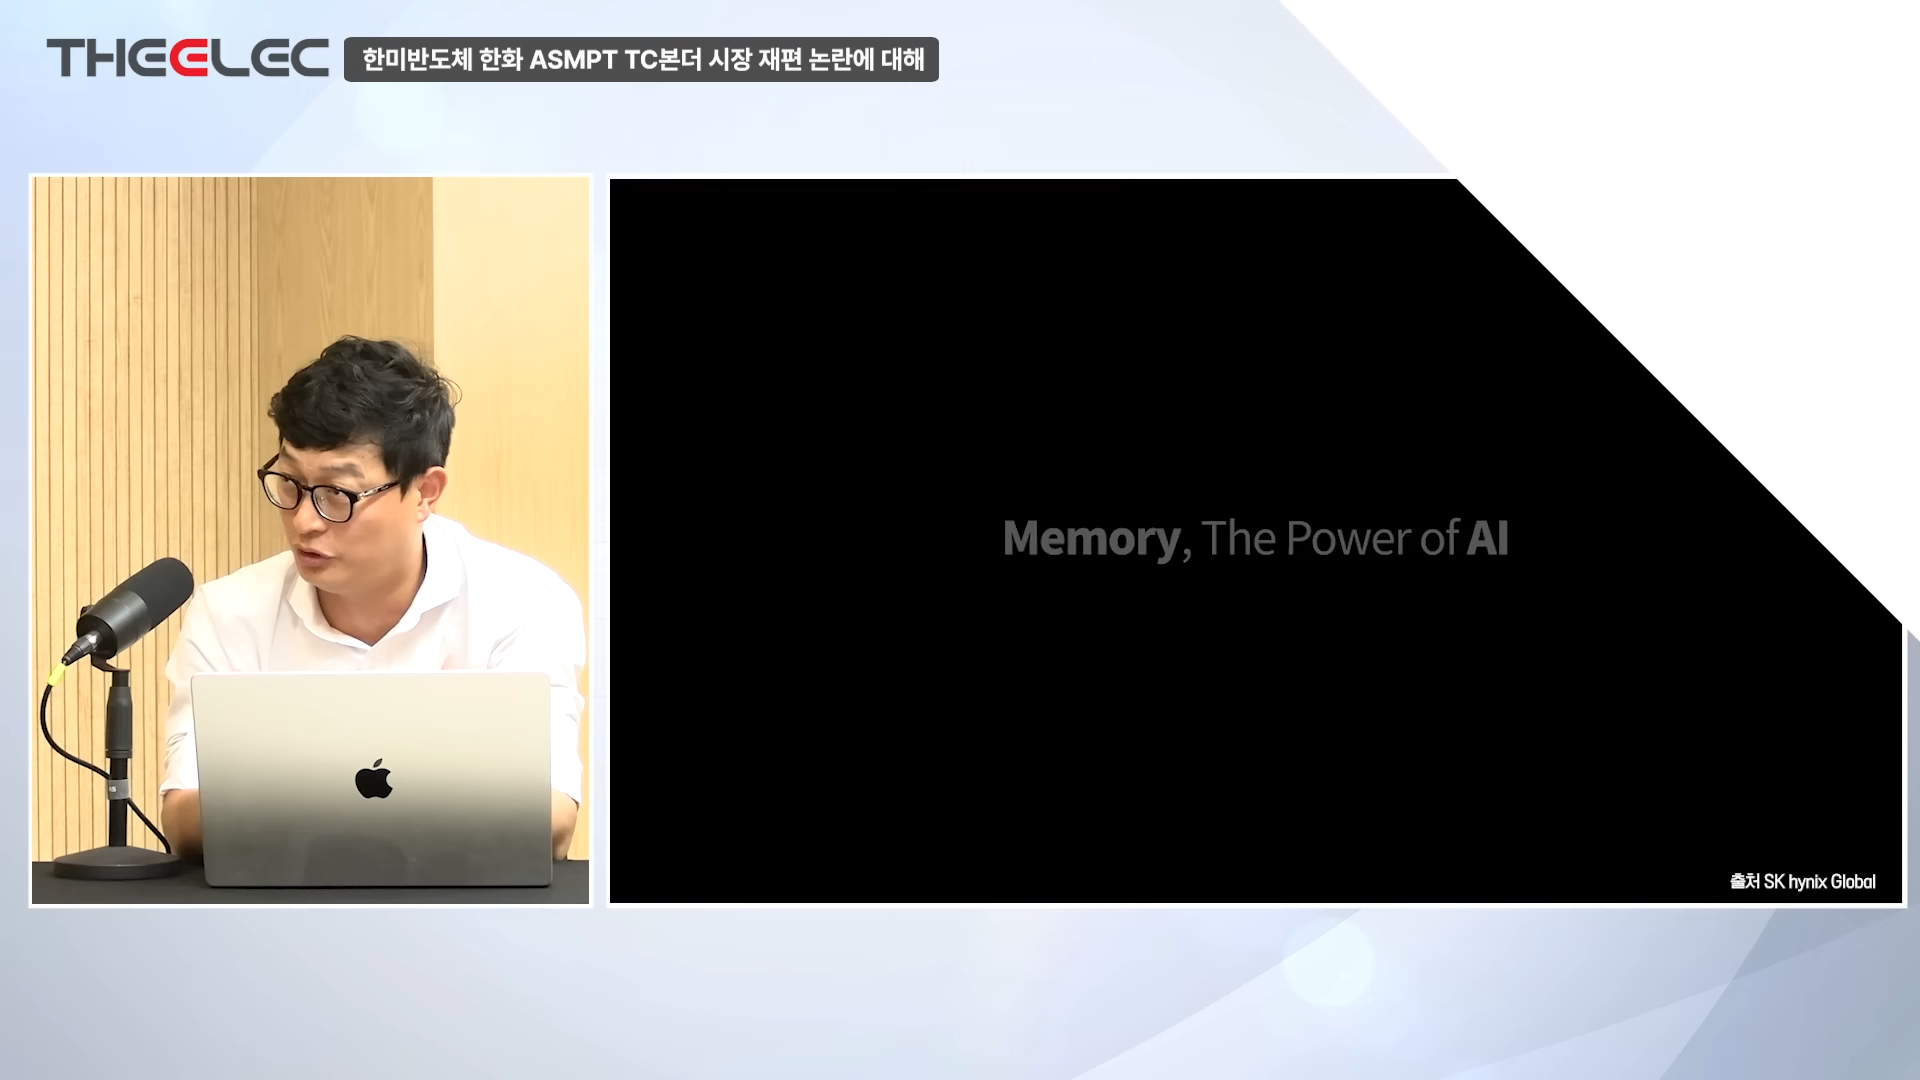 THEELEC
한미반도체 한화 ASMPT TC본더 시장 재편 논란에 대해
Memory, The Power of AI
출처 SK hynix Global